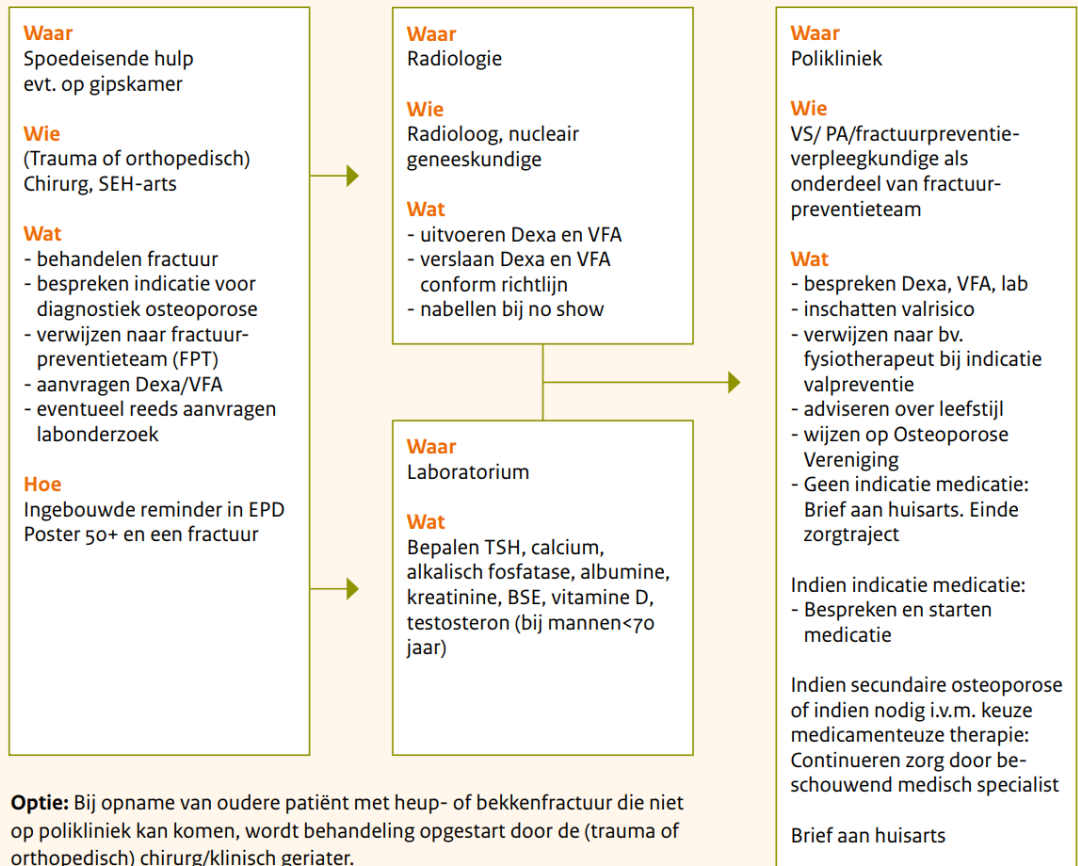 Waar
Spoedeisende hulp
evt. op gipskamer
Wie
(Trauma of orthopedisch)
Chirurg, SEH-arts
Wat
- behandelen fractuur
- bespreken indicatie voor
diagnostiek osteoporose
- verwijzen naar fractuur-
preventieteam (FPT)
- aanvragen Dexa/VFA
- eventueel reeds aanvragen
labonderzoek
Hoe
Ingebouwde reminder in EPD
Poster 50+ en een fractuur
Waar
Radiologie
Wie
Radioloog, nucleair
geneeskundige
Wat
- uitvoeren Dexa en VFA
- verslaan Dexa en VFA
conform richtlijn
- nabellen bij no show
Waar
Laboratorium
Wat
Bepalen TSH, calcium,
alkalisch fosfatase, albumine,
kreatinine, BSE, vitamine D,
testosteron (bij mannen<70
jaar)
Waar
Polikliniek
Wie
VS/ PA/fractuurpreventie-
verpleegkundige als
onderdeel van fractuur-
preventieteam
Wat
- bespreken Dexa, VFA, lab
- inschatten valrisico
- verwijzen naar bv.
fysiotherapeut bij indicatie
valpreventie
- adviseren over leefstijl
- wijzen op Osteoporose
Vereniging
- Geen indicatie medicatie:
Brief aan huisarts. Einde
zorgtraject
Indien indicatie medicatie:
- Bespreken en starten
medicatie
Indien secundaire osteoporose
of indien nodig i.v.m. keuze
medicamenteuze therapie:
Continueren zorg door be-
schouwend medisch specialist
Brief aan huisarts
Optie: Bij opname van oudere patiënt met heup- of bekkenfractuur die niet
op polikliniek kan komen, wordt behandeling opgestart door de (trauma of
orthopedisch) chirurg/klinisch geriater.